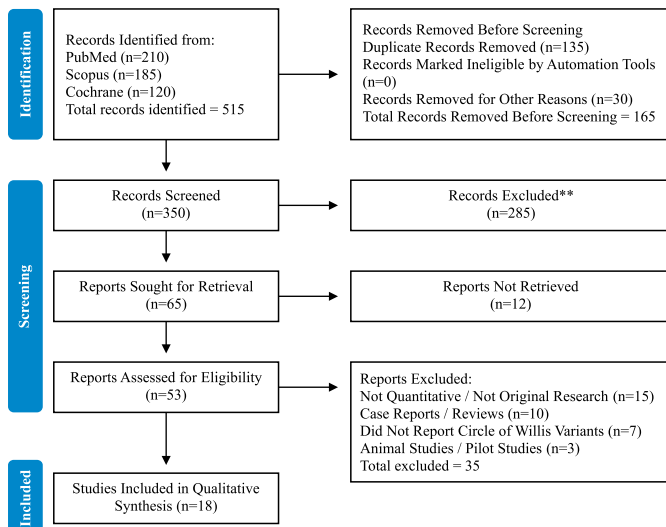 Identification
Records Identified from:
PubMed (n=210)
Scopus (n=185)
Cochrane (n=120)
Total records identified = 515
Records Removed Before Screening
Duplicate Records Removed (n=135)
Records Marked Ineligible by Automation Tools
(n=0)
Records Removed for Other Reasons (n=30)
Total Records Removed Before Screening = 165
Screening
Records Screened
(n=350)
Records Excluded**
(n=285)
Reports Sought for Retrieval
(n=65)
Reports Not Retrieved
(n=12)
Reports Assessed for Eligibility
(n=53)
Reports Excluded:
Not Quantitative / Not Original Research (n=15)
Case Reports / Reviews (n=10)
Did Not Report Circle of Willis Variants (n=7)
Animal Studies / Pilot Studies (n=3)
Total excluded = 35
Included
Studies Included in Qualitative
Synthesis (n=18)